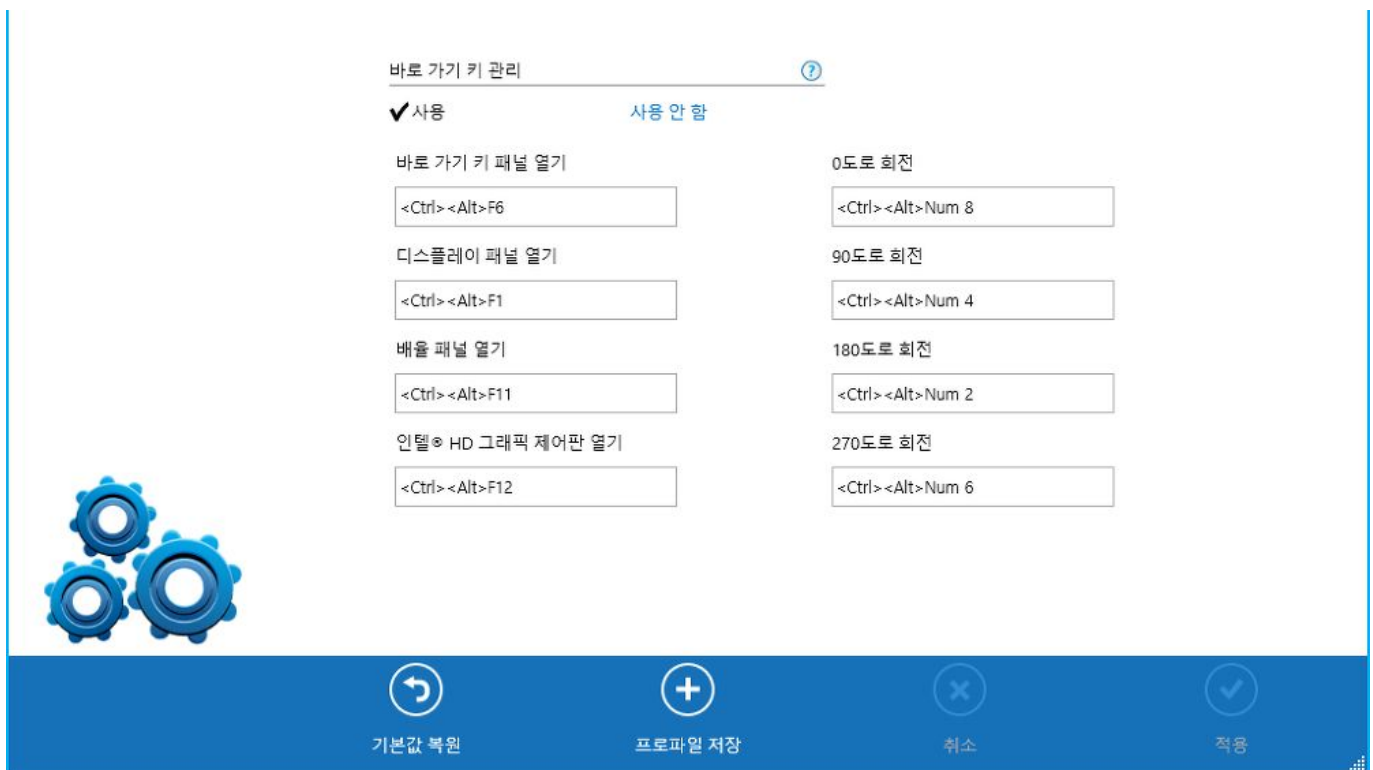 바로 가기 키 관리 ?
✔사용 사용 안 함
바로 가기 키 패널 열기 0도로 회전
<Ctrl><Alt>F6 <Ctrl><Alt>Num 8
디스플레이 패널 열기 90도로 회전
<Ctrl><Alt>F1 <Ctrl><Alt>Num 4
배율 패널 열기 180도로 회전
<Ctrl><Alt>F11 <Ctrl><Alt>Num 2
인텔® HD 그래픽 제어판 열기 270도로 회전
<Ctrl><Alt>F12 <Ctrl><Alt>Num 6
기본값 복원 프로파일 저장 취소 적용